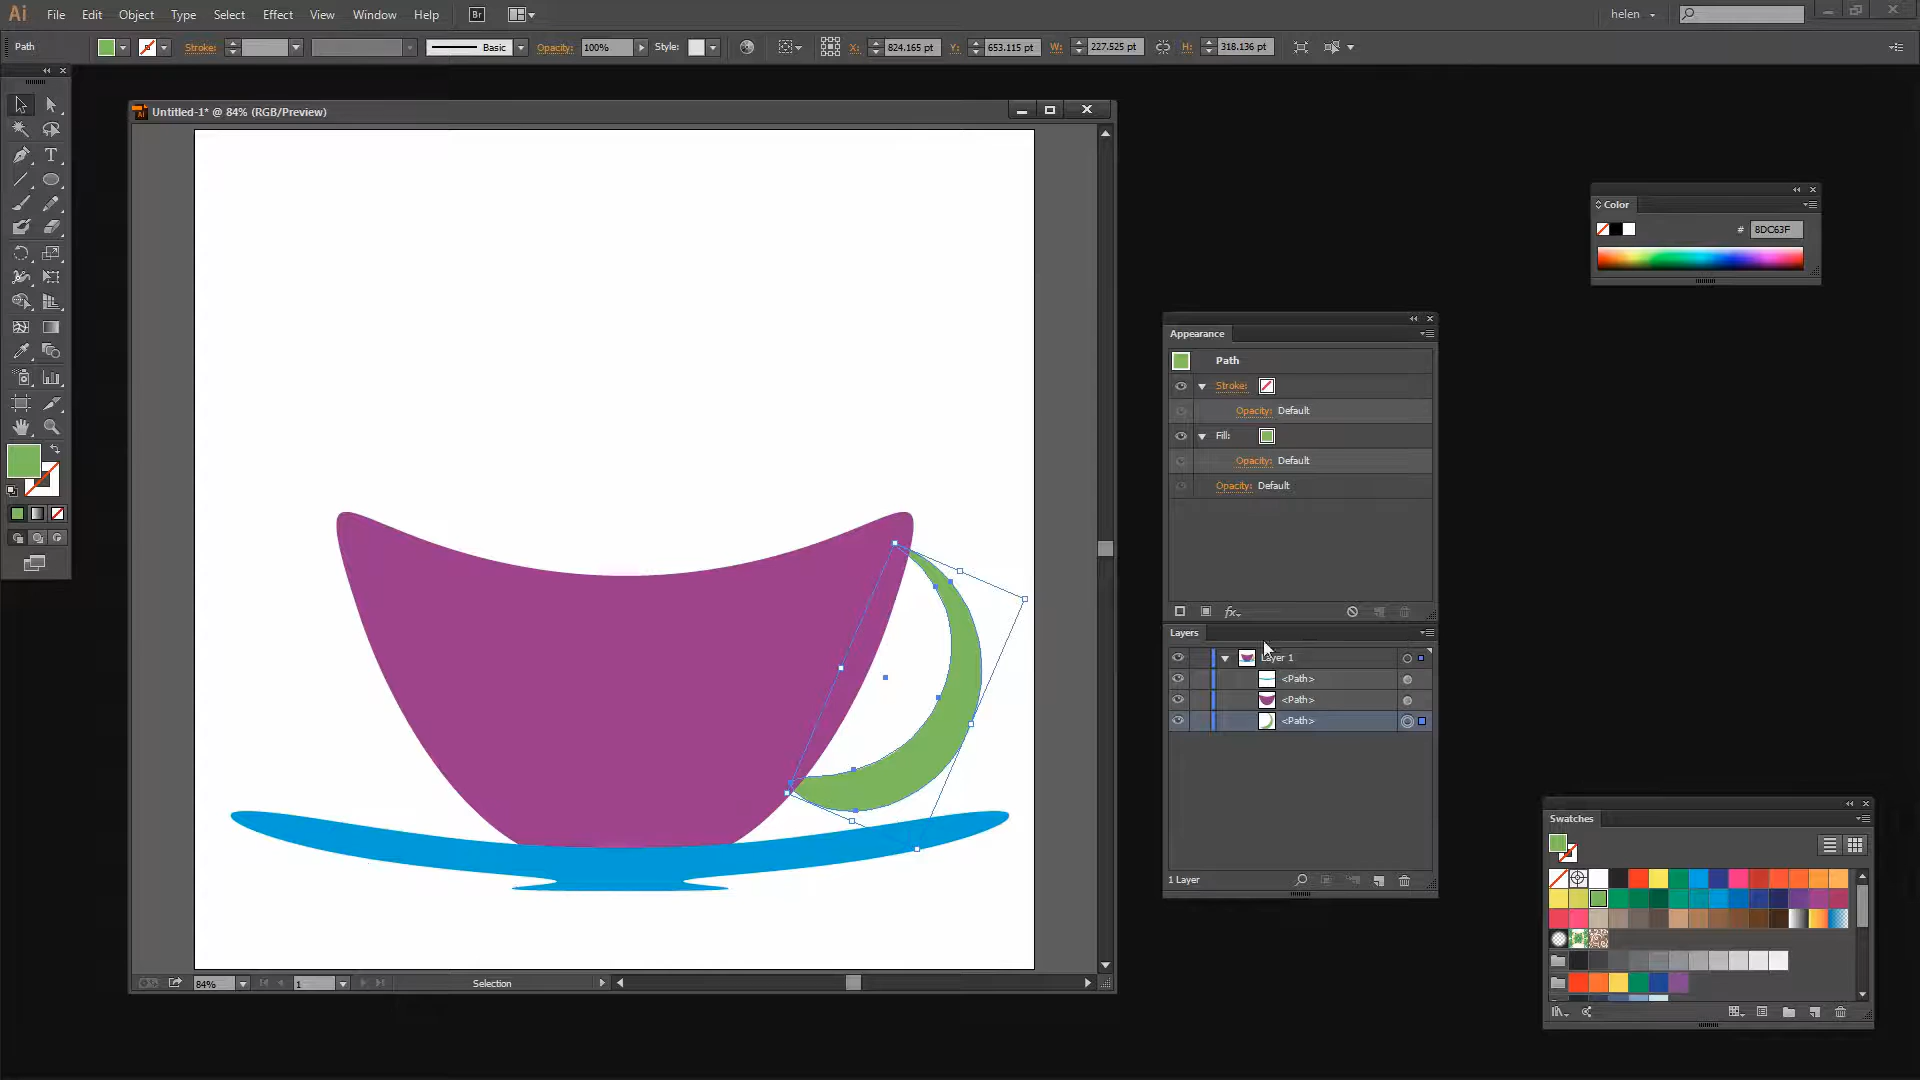 Ai File Edit Object Type Select Effect View Window Help Br helen
Path Stroke: Basic Opacity: 100% Style: X: 824.165 pt Y: 653.115 pt W: 227.525 pt H: 318.136 pt
Untitled-1* @ 84% (RGB/Preview)
Color
# 8DC63F
Appearance
Path
Stroke:
Opacity: Default
Fill:
Opacity: Default
Opacity: Default
fx
Layers
Layer 1
<Path>
<Path>
<Path>
1 Layer
Swatches
84% 1 Selection